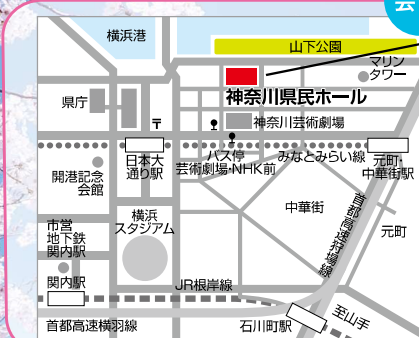 会
横浜港
山下公園
マリン
タワー
県庁
神奈川県民ホール
〒
神奈川芸術劇場
日本大
通り駅
バス停
芸術劇場・NHK前
みなとみらい線
元町・
中華街駅
開港記念
会館
横浜
スタジアム
中華街
首都高速狩場線
元町
市営
地下鉄
関内駅
関内駅
JR根岸線
首都高速横羽線
石川町駅
至山手